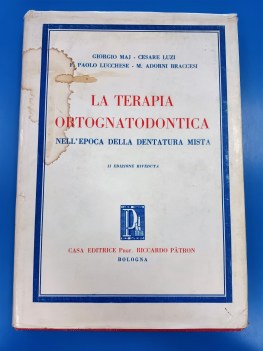 GIORGIO MAJ - CESARE LUZI
P. PAOLO LUCCHESE - M. ADORNI BRACCESI
LA TERAPIA
ORTOGNATODONTICA
NELL'EPOCA DELLA DENTATURA MISTA
II EDIZIONE RIVEDUTA
CASA EDITRICE Prof. RICCARDO PÀTRON
BOLOGNA